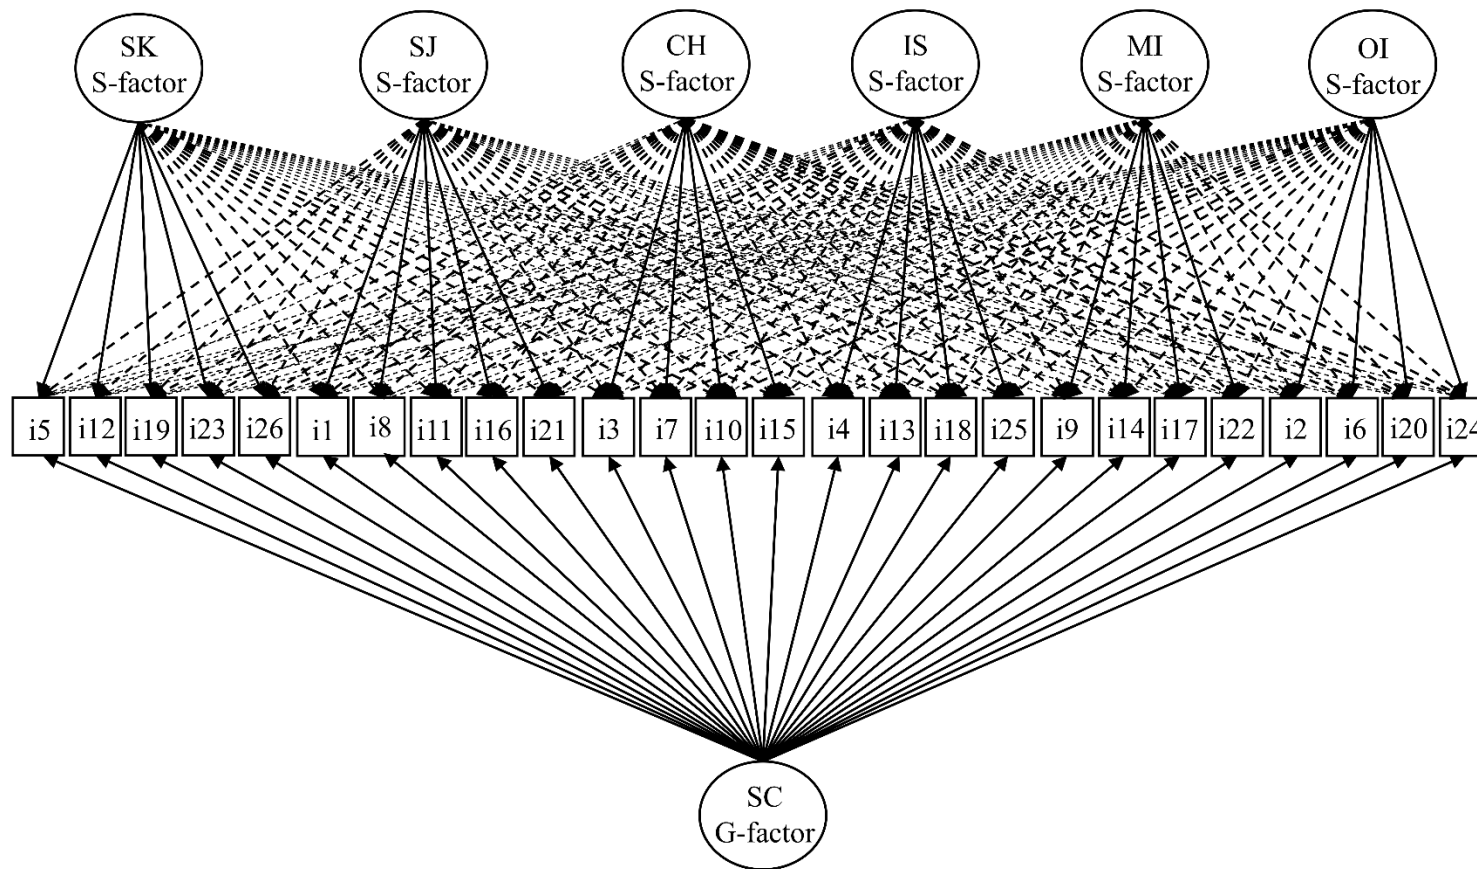 SK
S-factor
SJ
S-factor
CH
S-factor
IS
S-factor
MI
S-factor
OI
S-factor
i5 i12 i19 i23 i26 i1 i8 i11 i16 i21 i3 i7 i10 i15 i4 i13 i18 i25 i9 i14 i17 i22 i2 i6 i20 i24
SC
G-factor